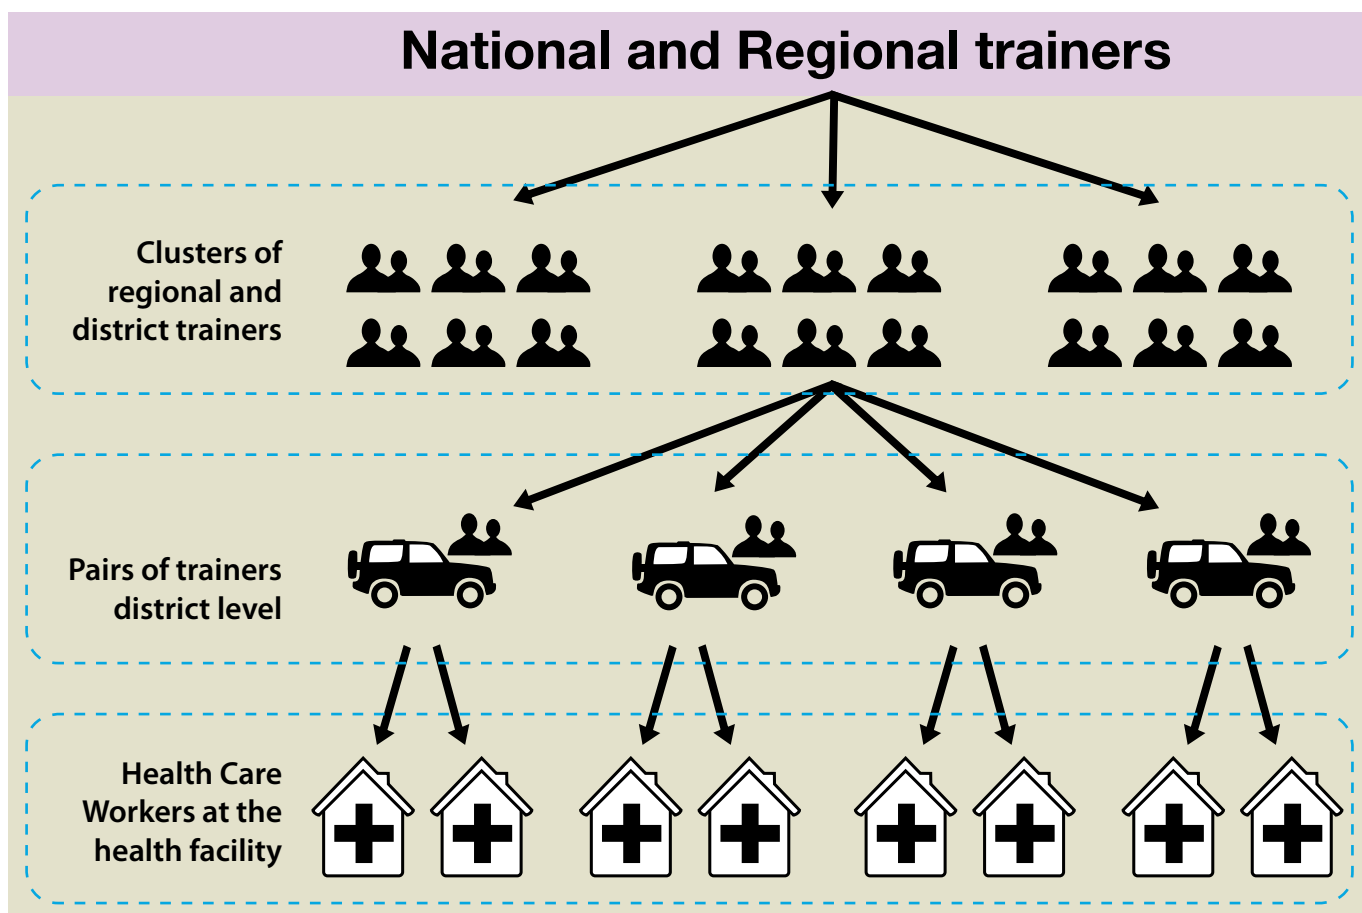 National and Regional trainers
Clusters of
regional and
district trainers
Pairs of trainers
district level
Health Care
Workers at the
health facility